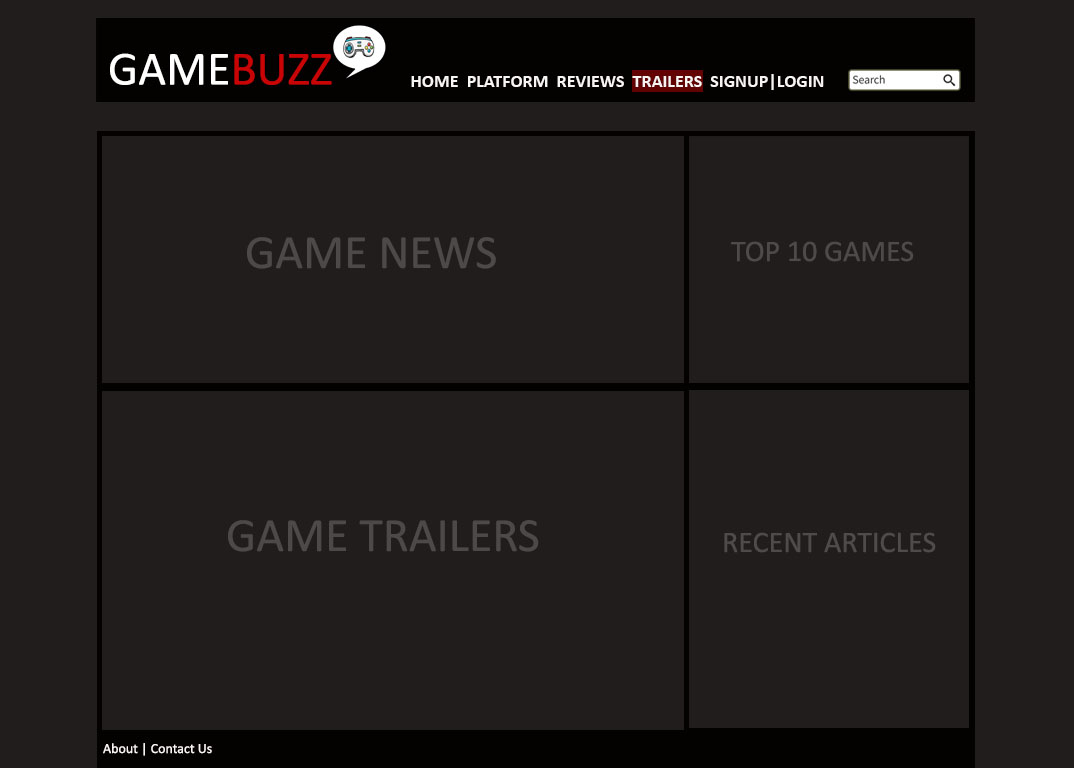 GAMEBUZZ
HOME PLATFORM REVIEWS TRAILERS SIGNUP|LOGIN Search
GAME NEWS
TOP 10 GAMES
GAME TRAILERS
RECENT ARTICLES
About | Contact Us